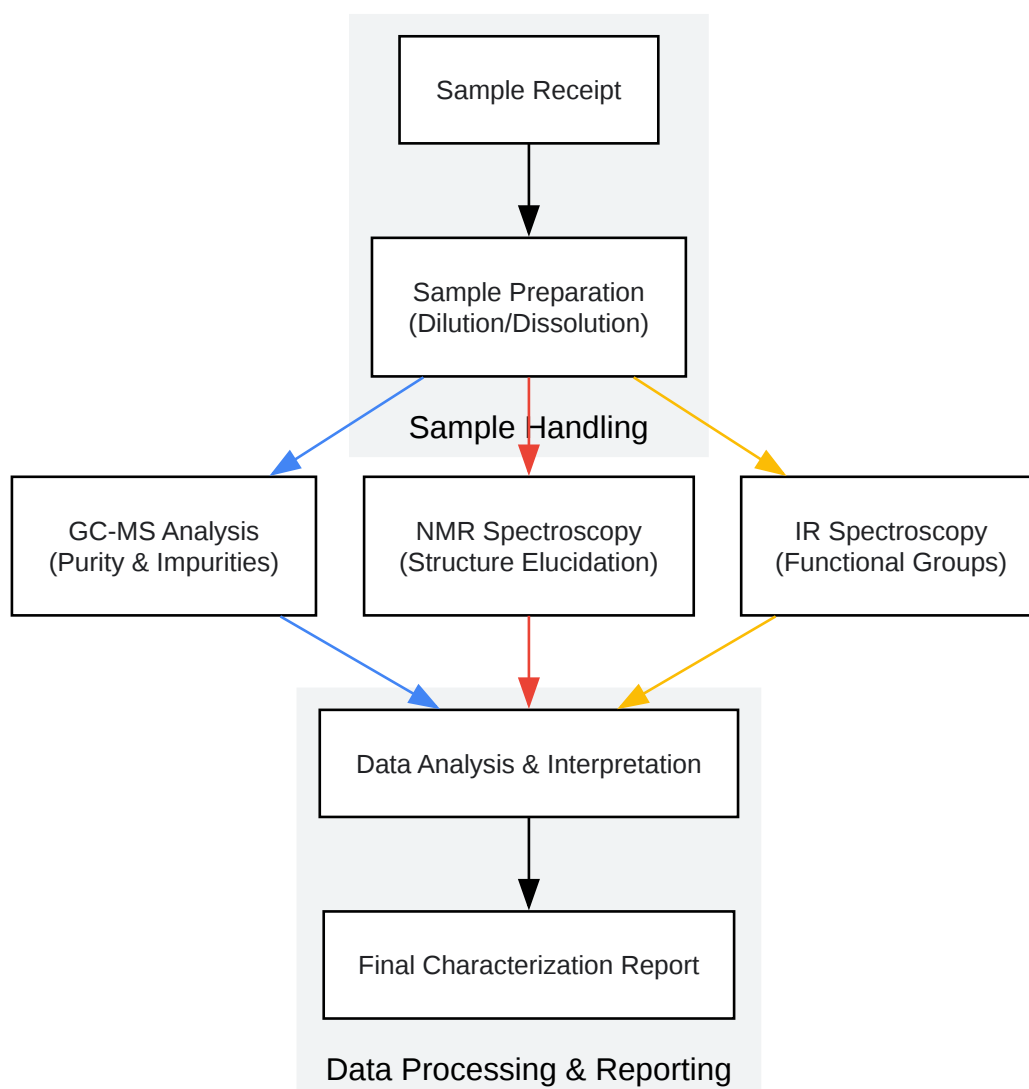 Sample Receipt
Sample Preparation
(Dilution/Dissolution)
Sample Handling
GC-MS Analysis
(Purity & Impurities)
NMR Spectroscopy
(Structure Elucidation)
IR Spectroscopy
(Functional Groups)
Data Analysis & Interpretation
Final Characterization Report
Data Processing & Reporting